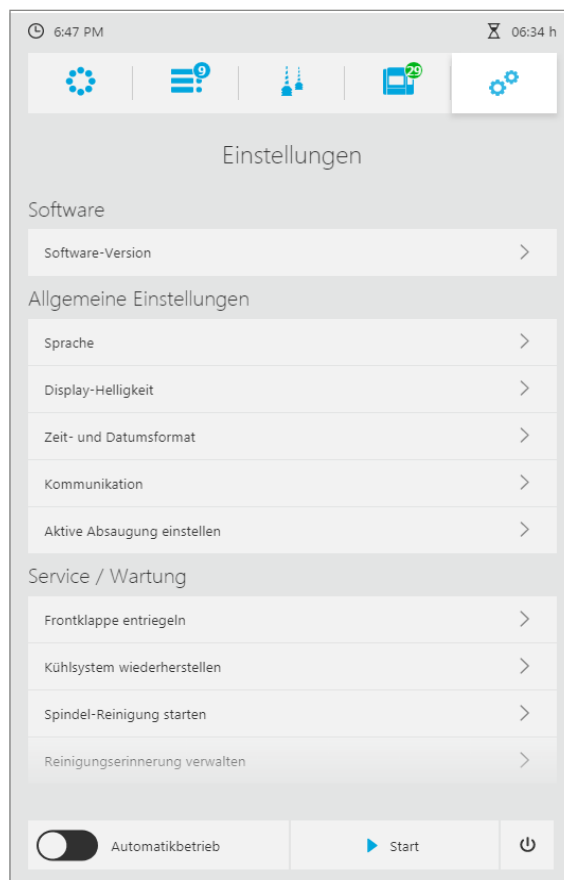 6:47 PM
06:34 h
9
29
Einstellungen
Software
Software-Version
Allgemeine Einstellungen
Sprache
Display-Helligkeit
Zeit- und Datumsformat
Kommunikation
Aktive Absaugung einstellen
Service / Wartung
Frontklappe entriegeln
Kühlsystem wiederherstellen
Spindel-Reinigung starten
Reinigungserinnerung verwalten
Automatikbetrieb
Start